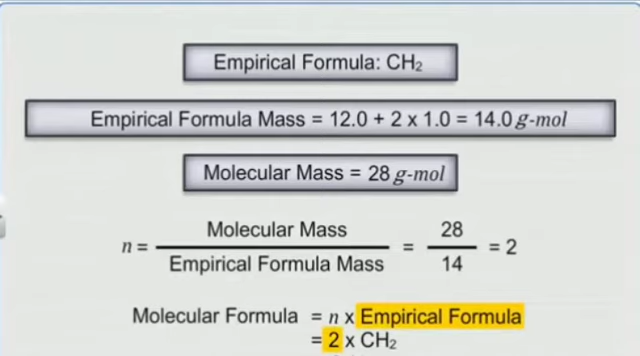 Empirical Formula: CH₂
Empirical Formula Mass = 12.0 + 2 x 1.0 = 14.0 g-mol
Molecular Mass = 28 g-mol
n = Molecular Mass / Empirical Formula Mass = 28 / 14 = 2
Molecular Formula = n x Empirical Formula
= 2 x CH₂